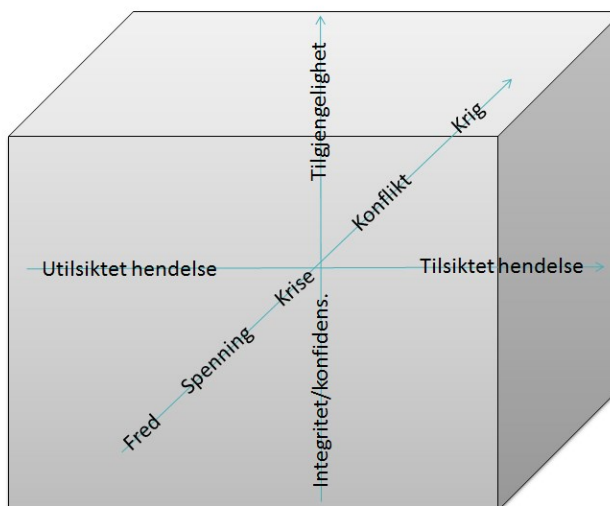 Tilgjengelighet
Krig
Konflikt
Utilsiktet hendelse
Tilsiktet hendelse
Krise
Spenning
Fred
Integritet/konfidens.